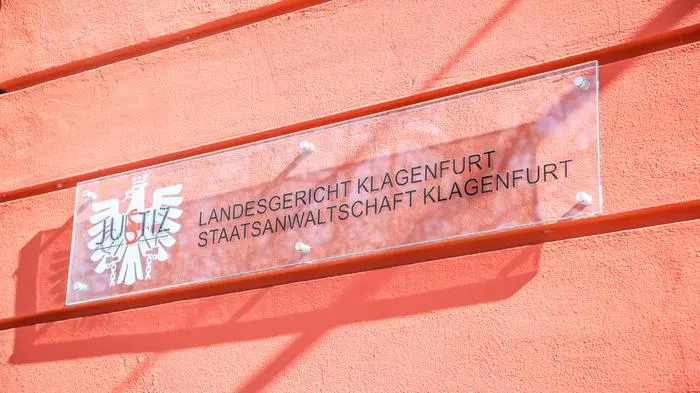 JUSTIZ
LANDESGERICHT KLAGENFURT
STAATSANWALTSCHAFT KLAGENFURT